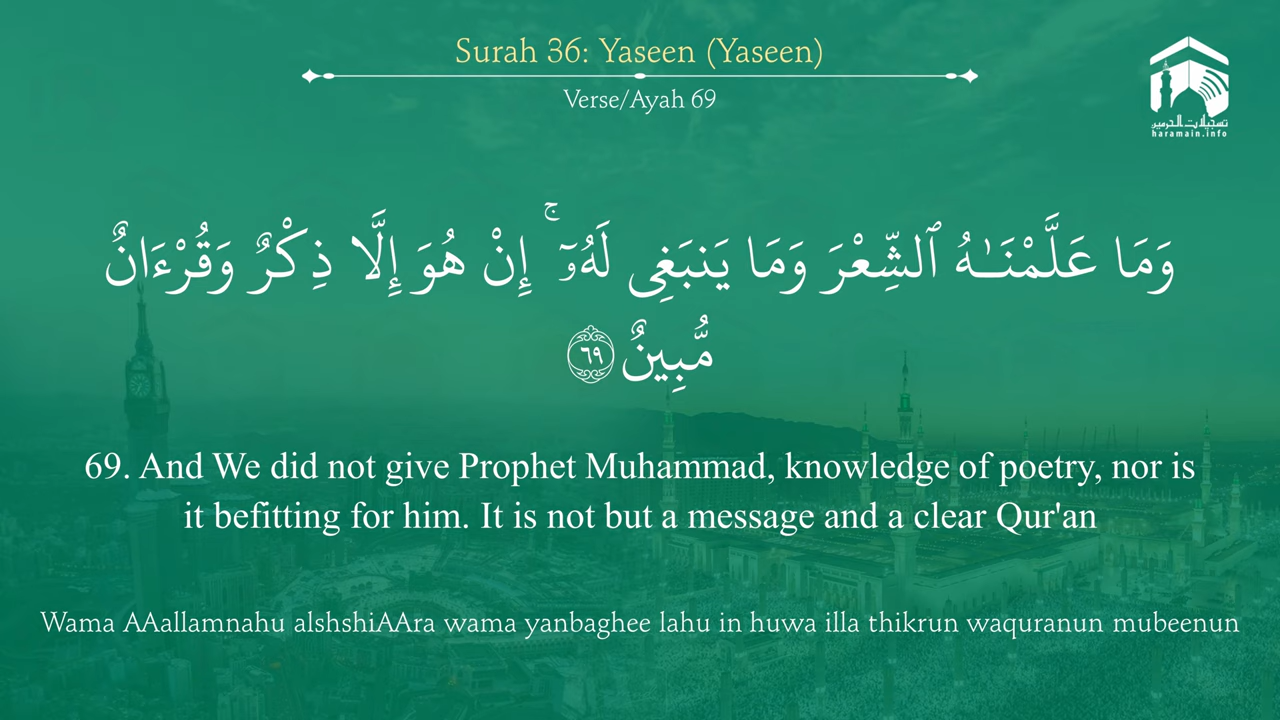 Surah 36: Yaseen (Yaseen)
Verse/Ayah 69
تسجيلات الحرمين
haramain.info
وَمَا عَلَّمْنَـٰهُ ٱلشِّعْرَ وَمَا يَنۢبَغِى لَهُۥٓ ۚ إِنْ هُوَ إِلَّا ذِكْرٌ وَقُرْءَانٌ
مُّبِينٌ ٦٩
69. And We did not give Prophet Muhammad, knowledge of poetry, nor is
it befitting for him. It is not but a message and a clear Qur'an
Wama AAallamnahu alshshiAAra wama yanbaghee lahu in huwa illa thikrun waquranun mubeenun